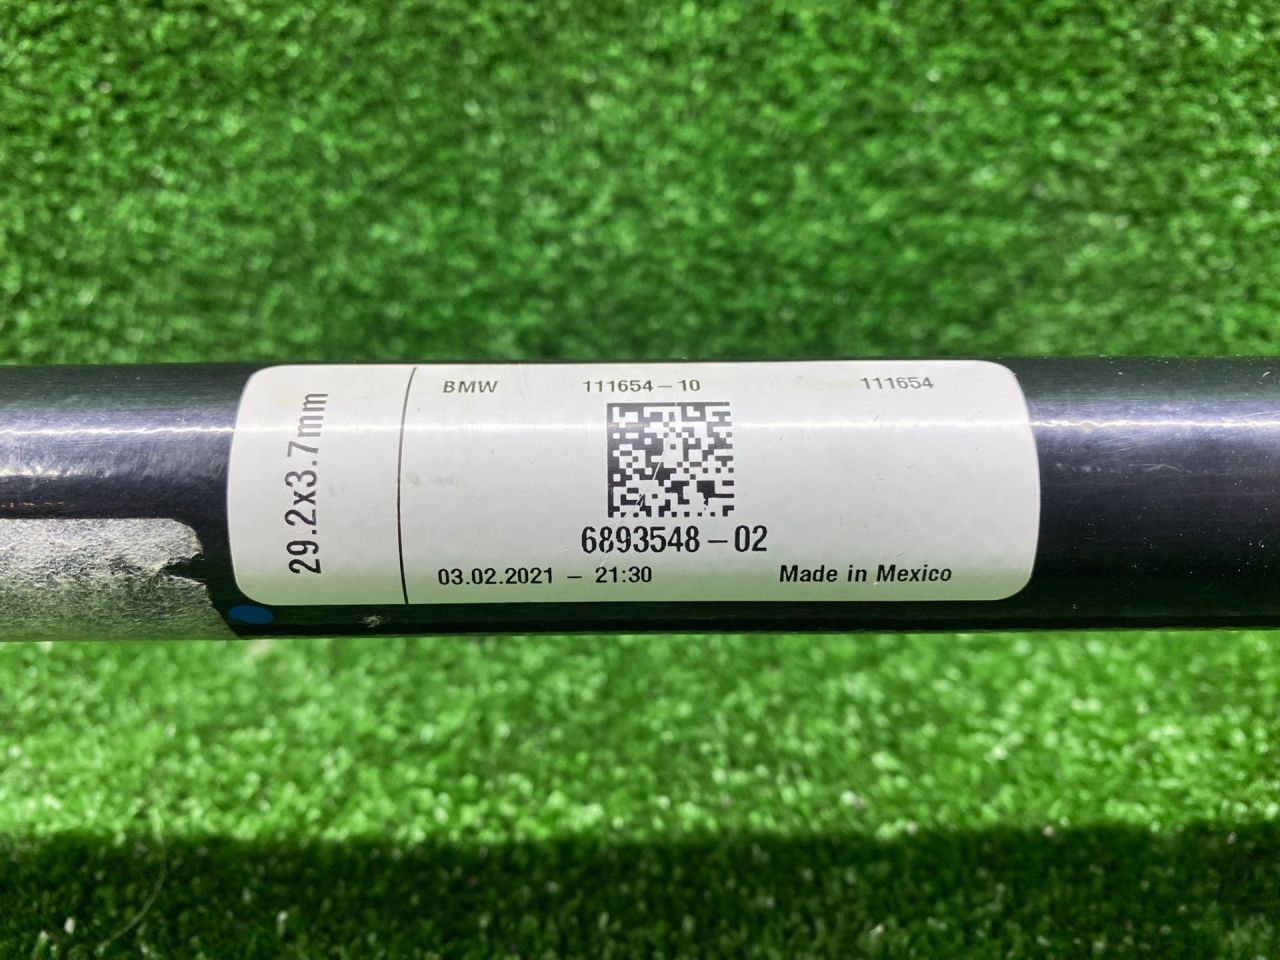 29.2x3.7mm
BMW 111654-10 111654
6893548-02
03.02.2021 - 21:30 Made in Mexico